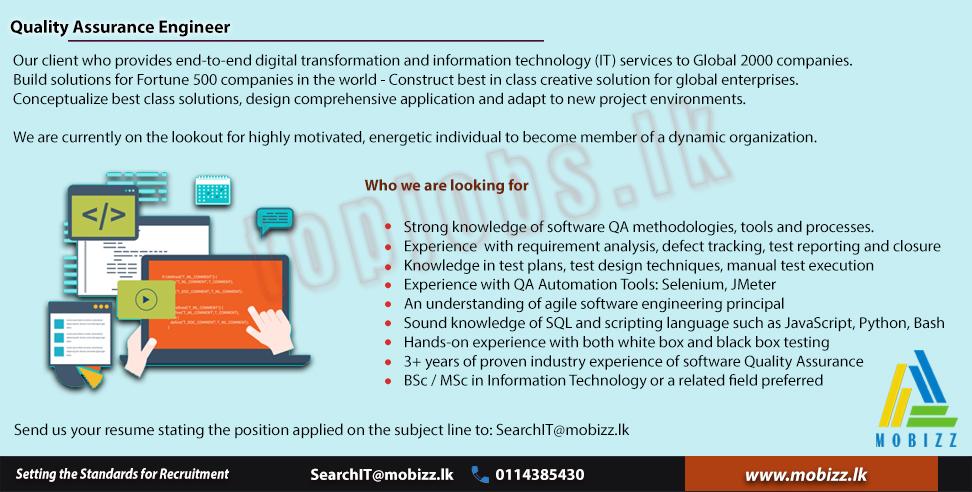 Quality Assurance Engineer
Our client who provides end-to-end digital transformation and information technology (IT) services to Global 2000 companies.
Build solutions for Fortune 500 companies in the world - Construct best in class creative solution for global enterprises.
Conceptualize best class solutions, design comprehensive application and adapt to new project environments.
We are currently on the lookout for highly motivated, energetic individual to become member of a dynamic organization.
topjobs.lk
Who we are looking for
• Strong knowledge of software QA methodologies, tools and processes.
• Experience with requirement analysis, defect tracking, test reporting and closure
• Knowledge in test plans, test design techniques, manual test execution
• Experience with QA Automation Tools: Selenium, JMeter
• An understanding of agile software engineering principal
• Sound knowledge of SQL and scripting language such as JavaScript, Python, Bash
• Hands-on experience with both white box and black box testing
• 3+ years of proven industry experience of software Quality Assurance
• BSc / MSc in Information Technology or a related field preferred
</>
MOBIZZ
Send us your resume stating the position applied on the subject line to: SearchIT@mobizz.lk
Setting the Standards for Recruitment SearchIT@mobizz.lk 0114385430 www.mobizz.lk